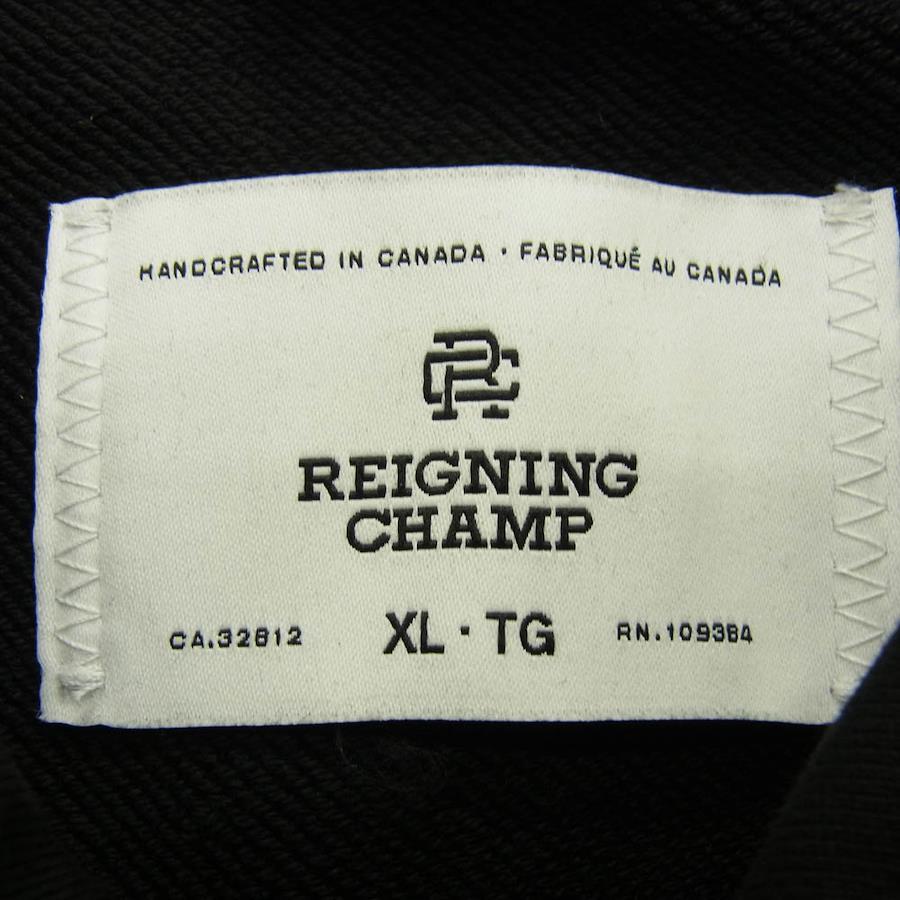 HANDCRAFTED IN CANADA · FABRIQUÉ AU CANADA
RC
REIGNING
CHAMP
CA.32812 XL · TG RN.109384